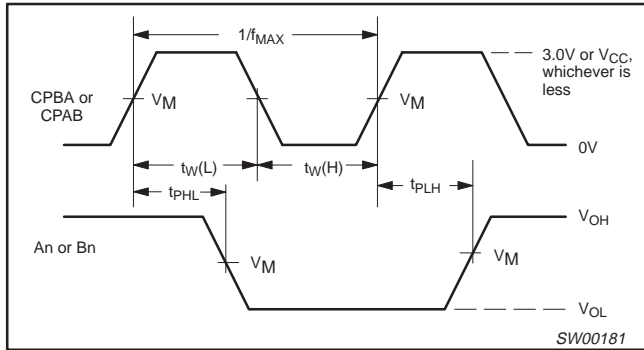 1/fMAX
3.0V or VCC,
whichever is
less
CPBA or
CPAB
VM
VM
0V
tW(L)
tW(H)
tPHL
tPLH
VOH
An or Bn
VM
VM
VOL
SW00181